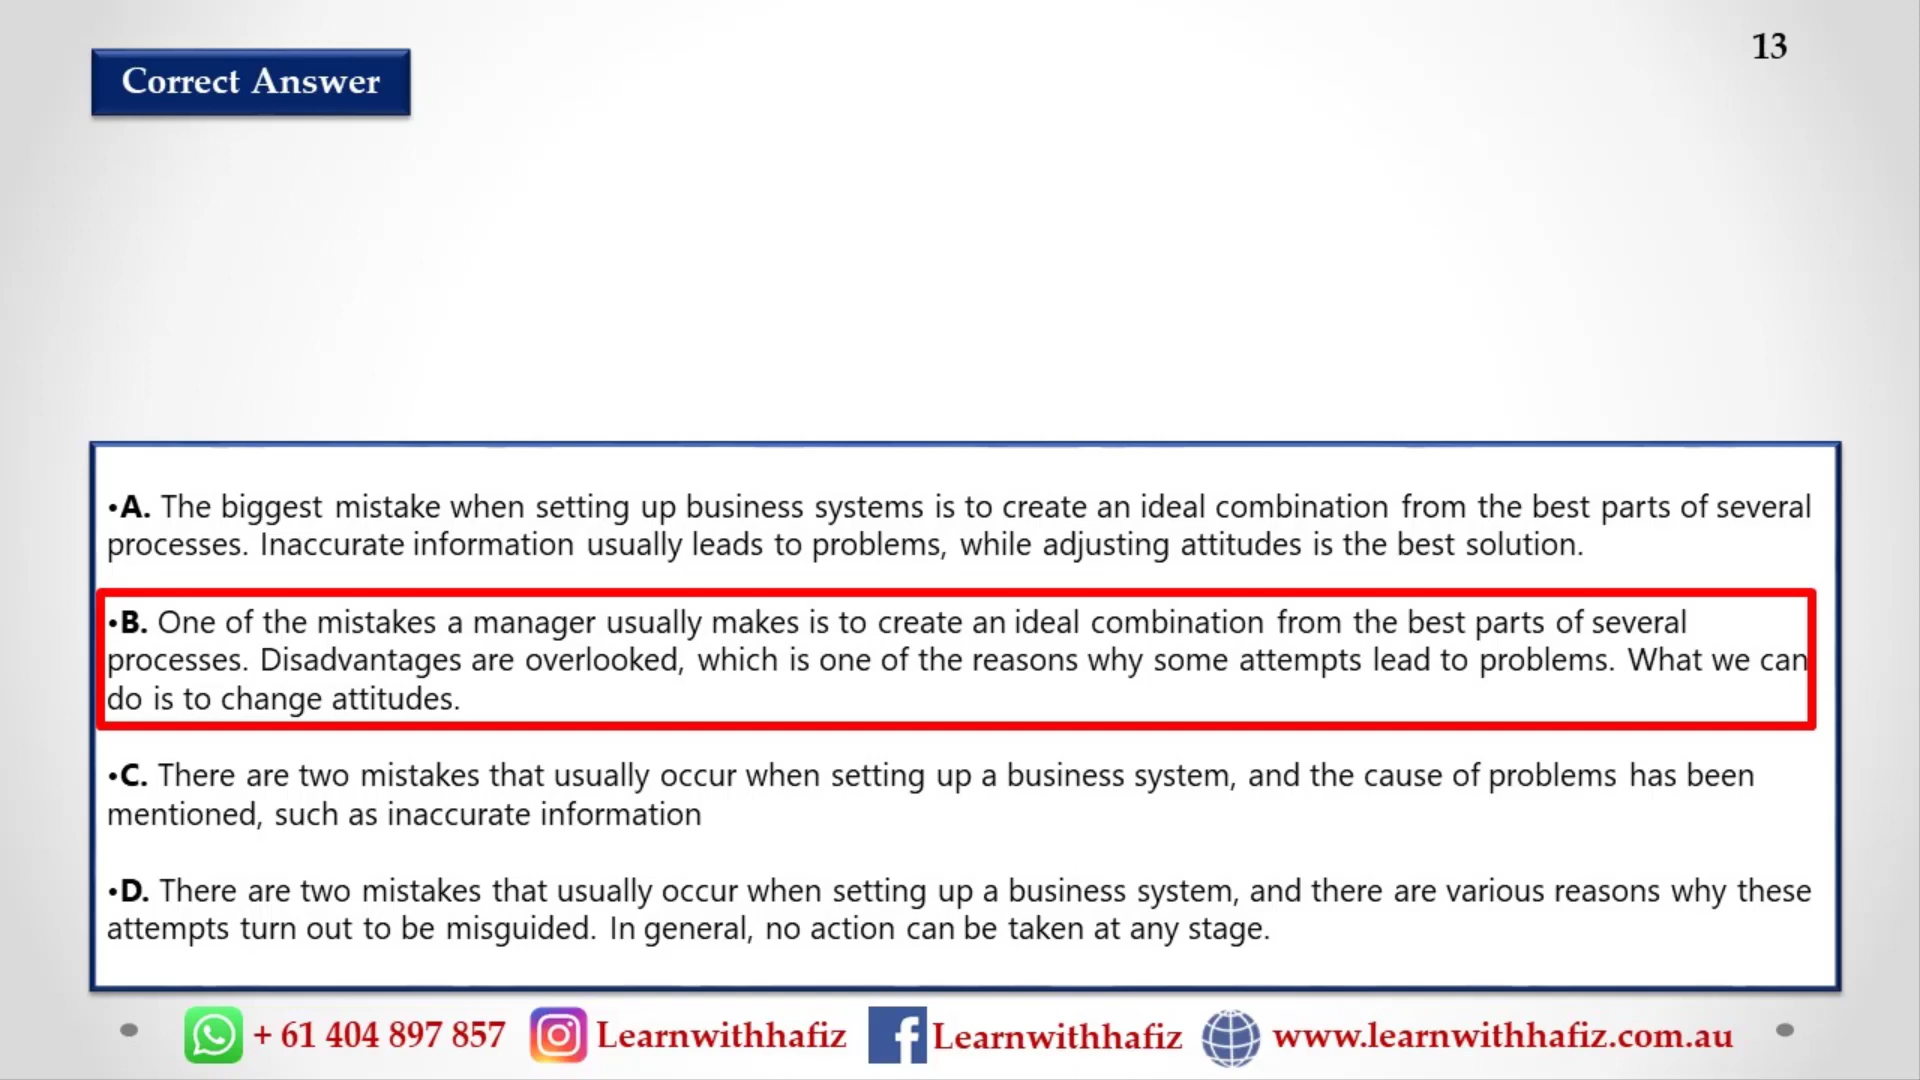 13
Correct Answer
•A. The biggest mistake when setting up business systems is to create an ideal combination from the best parts of several
processes. Inaccurate information usually leads to problems, while adjusting attitudes is the best solution.
•B. One of the mistakes a manager usually makes is to create an ideal combination from the best parts of several
processes. Disadvantages are overlooked, which is one of the reasons why some attempts lead to problems. What we can
do is to change attitudes.
•C. There are two mistakes that usually occur when setting up a business system, and the cause of problems has been
mentioned, such as inaccurate information
•D. There are two mistakes that usually occur when setting up a business system, and there are various reasons why these
attempts turn out to be misguided. In general, no action can be taken at any stage.
+ 61 404 897 857 Learnwithhafiz Learnwithhafiz www.learnwithhafiz.com.au